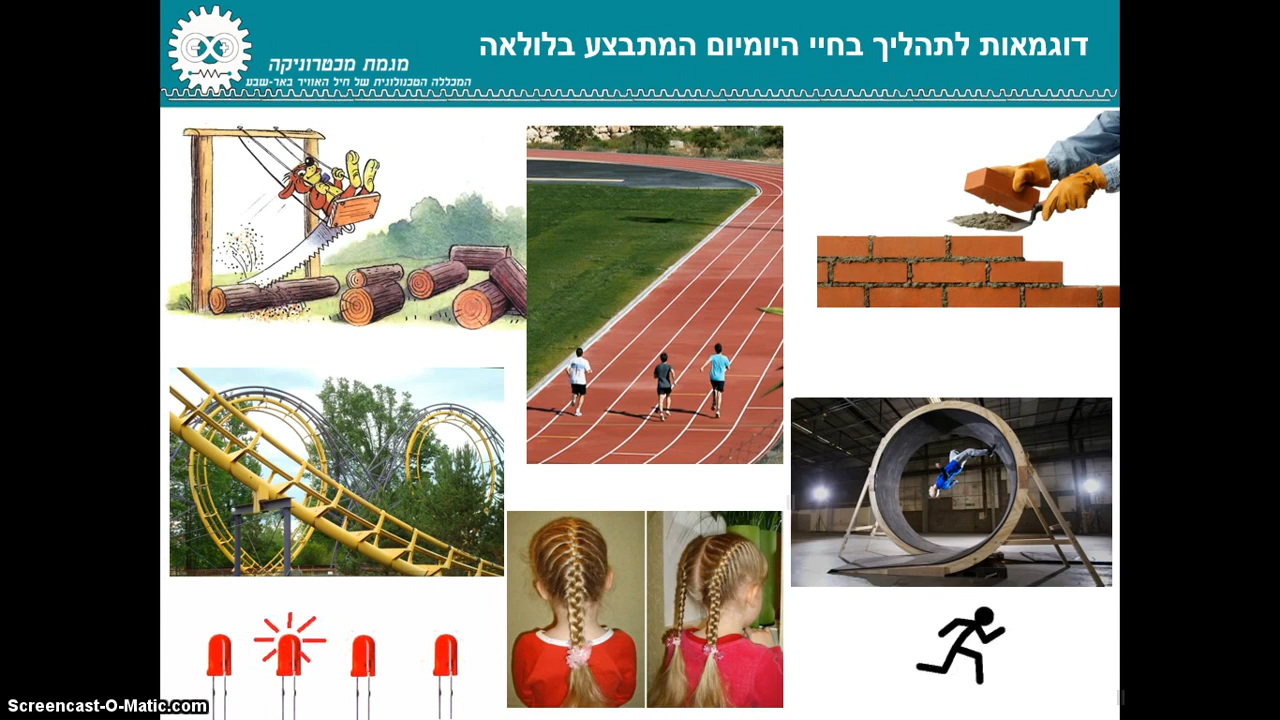 דוגמאות לתהליך בחיי היומיום המתבצע בלולאה
מגמת מכטרוניקה
המכללה הטכנולוגית של חיל האוויר באר-שבע
Screencast-O-Matic.com